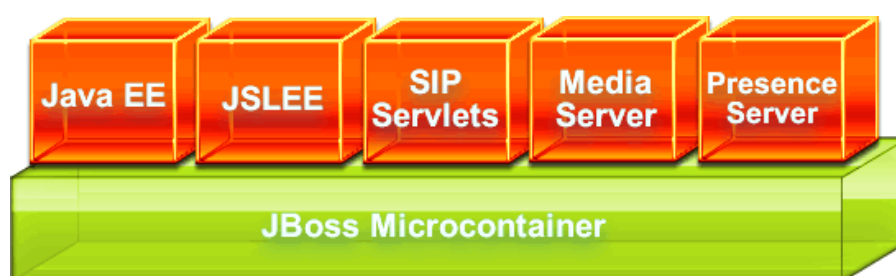 Java EE
JSLEE
SIP
Servlets
Media
Server
Presence
Server
JBoss Microcontainer